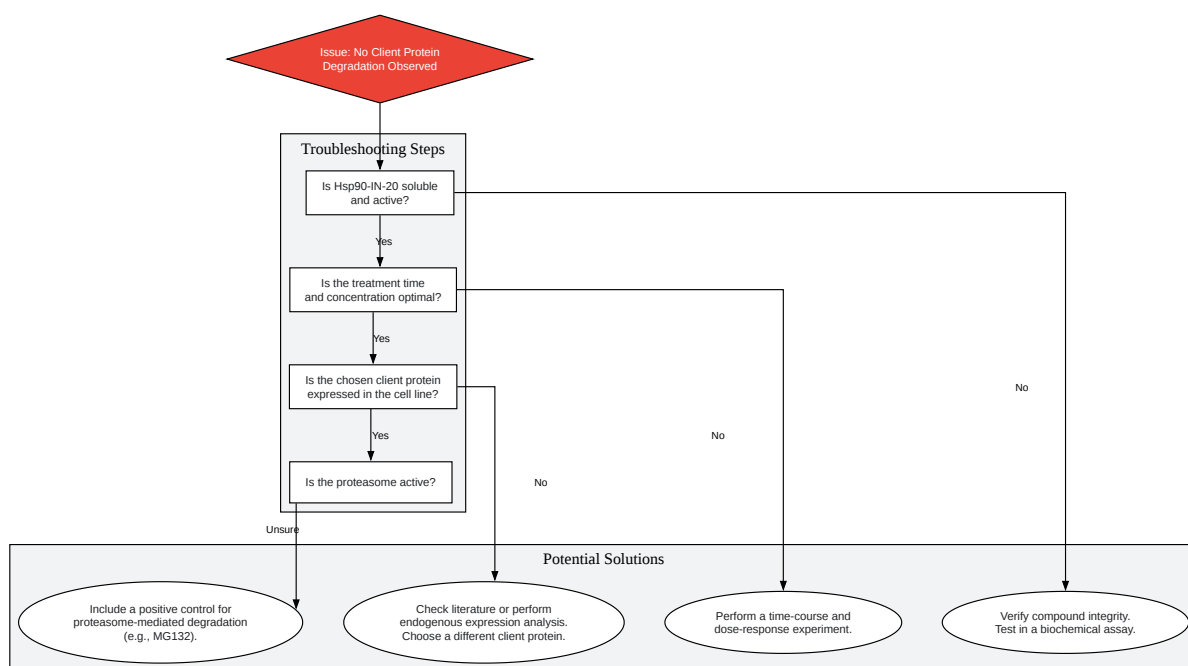 Issue: No Client Protein
Degradation Observed
Troubleshooting Steps
Is Hsp90-IN-20 soluble
and active?
Yes
Is the treatment time
and concentration optimal?
Yes
Is the chosen client protein
expressed in the cell line?
No
Yes
No
Is the proteasome active?
No
Unsure
Potential Solutions
Include a positive control for
proteasome-mediated degradation
(e.g., MG132).
Check literature or perform
endogenous expression analysis.
Choose a different client protein.
Perform a time-course and
dose-response experiment.
Verify compound integrity.
Test in a biochemical assay.